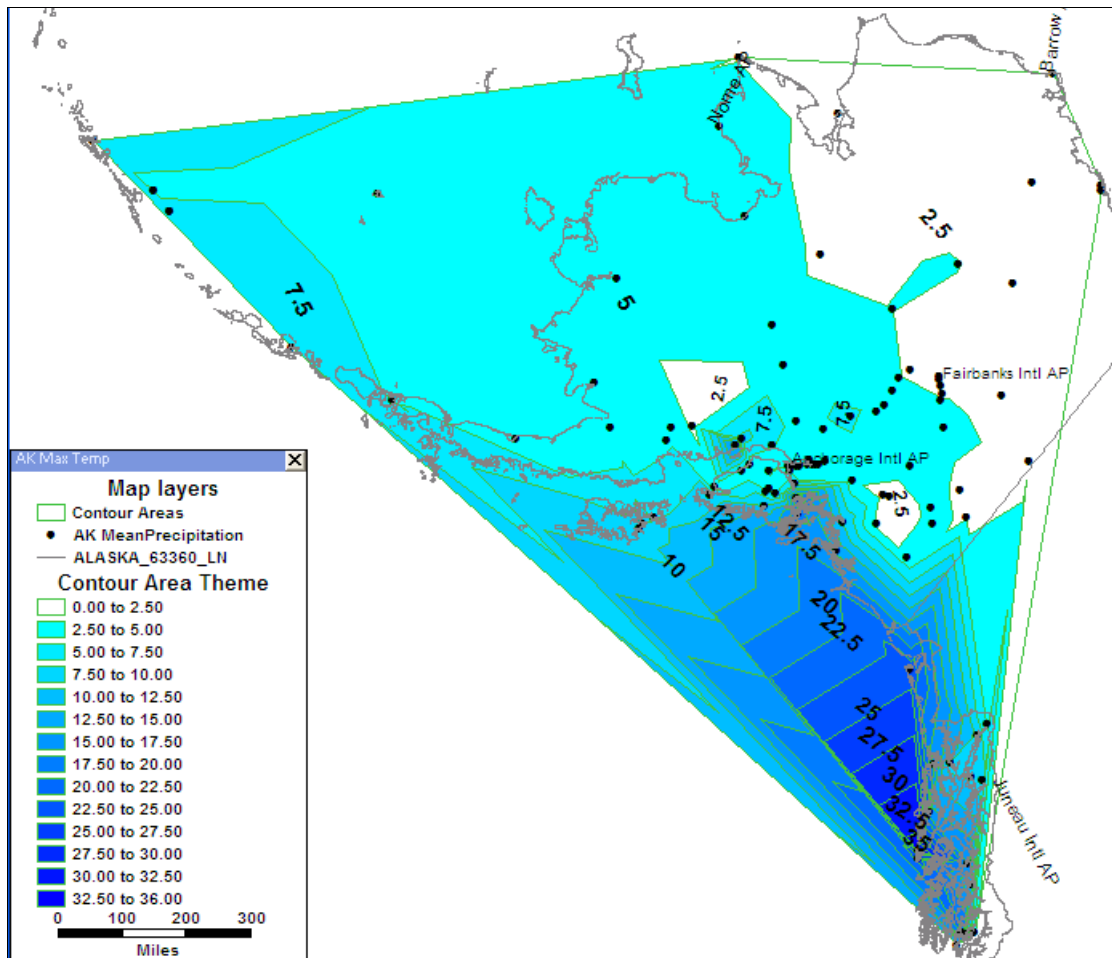 Barrow
Nome AP
2.5
7.5
5
2.5
7.5
7.5
Fairbanks Intl AP
Anchorage Intl AP
2.5
12.5
15
17.5
10
20
22.5
25
27.5
30
32.5
35
Juneau Intl AP
AK Max Temp
Map layers
Contour Areas
AK MeanPrecipitation
ALASKA_63360_LN
Contour Area Theme
0.00 to 2.50
2.50 to 5.00
5.00 to 7.50
7.50 to 10.00
10.00 to 12.50
12.50 to 15.00
15.00 to 17.50
17.50 to 20.00
20.00 to 22.50
22.50 to 25.00
25.00 to 27.50
27.50 to 30.00
30.00 to 32.50
32.50 to 36.00
0 100 200 300
Miles